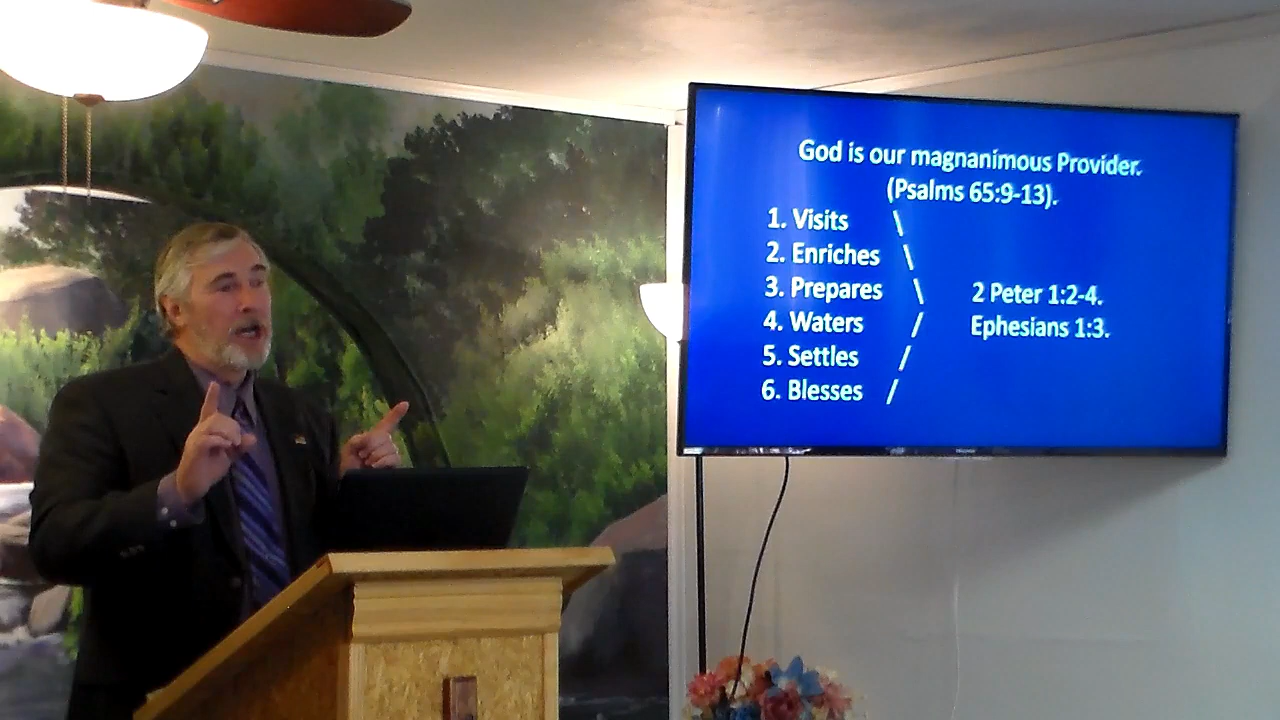 God is our magnanimous Provider.
(Psalms 65:9-13).
1. Visits
2. Enriches
3. Prepares
4. Waters
5. Settles
6. Blesses
2 Peter 1:2-4.
Ephesians 1:3.